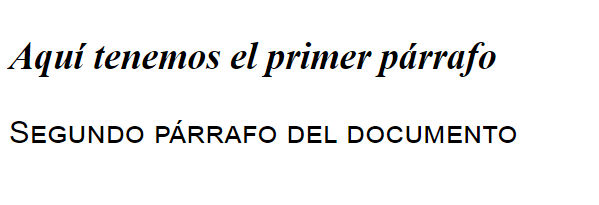 Aquí tenemos el primer párrafo
Segundo párrafo del documento